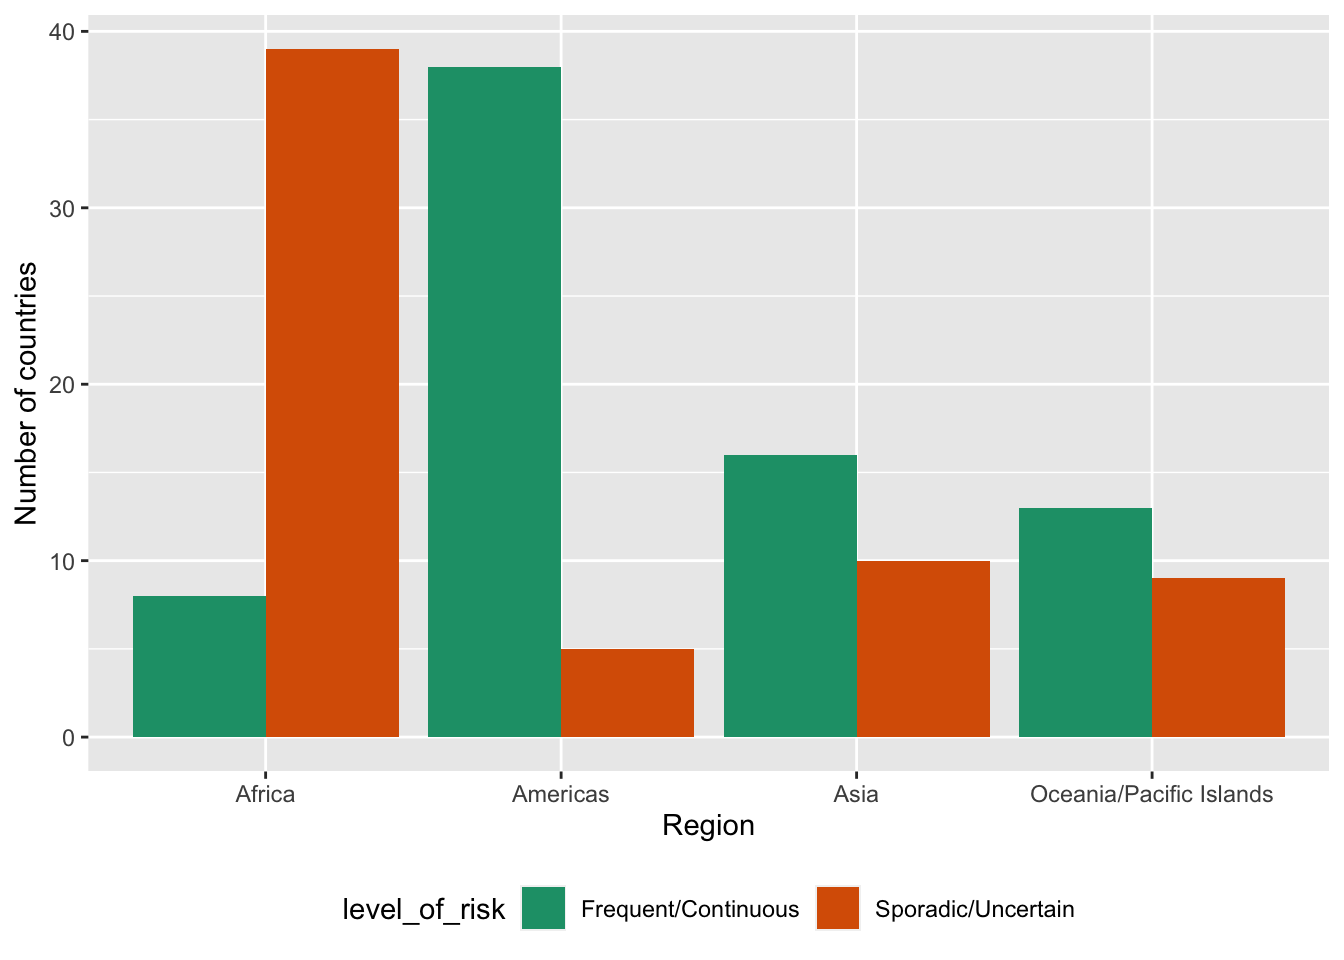 40
30
20
10
0
Number of countries
Africa Americas Asia Oceania/Pacific Islands
Region
level_of_risk Frequent/Continuous Sporadic/Uncertain